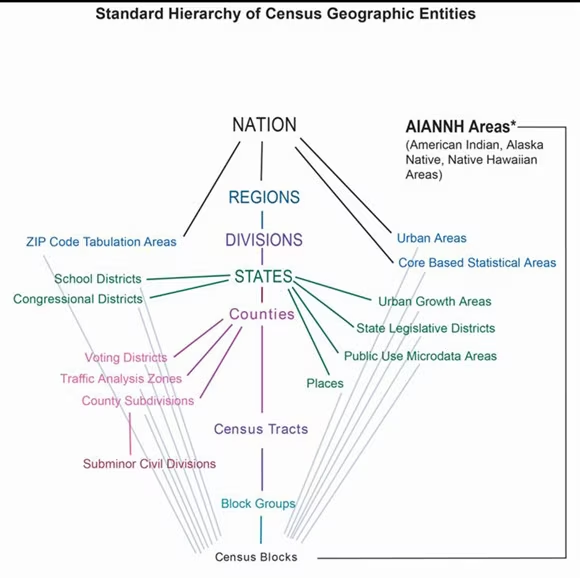 Standard Hierarchy of Census Geographic Entities
NATION
AIANNH Areas*
(American Indian, Alaska
Native, Native Hawaiian
Areas)
REGIONS
ZIP Code Tabulation Areas
DIVISIONS
Urban Areas
Core Based Statistical Areas
School Districts
STATES
Congressional Districts
Urban Growth Areas
Counties
State Legislative Districts
Voting Districts
Public Use Microdata Areas
Traffic Analysis Zones
Places
County Subdivisions
Census Tracts
Subminor Civil Divisions
Block Groups
Census Blocks